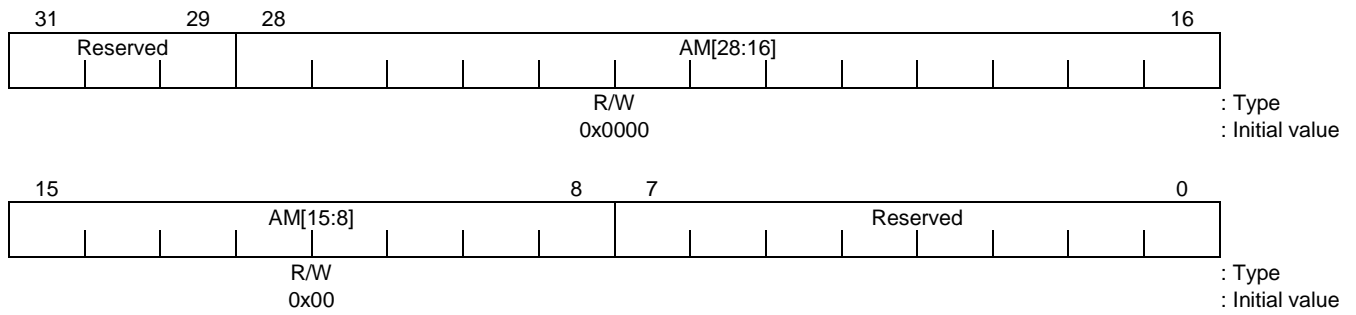 31 29 28 16
Reserved AM[28:16]
R/W : Type
0x0000 : Initial value
15 8 7 0
AM[15:8] Reserved
R/W : Type
0x00 : Initial value